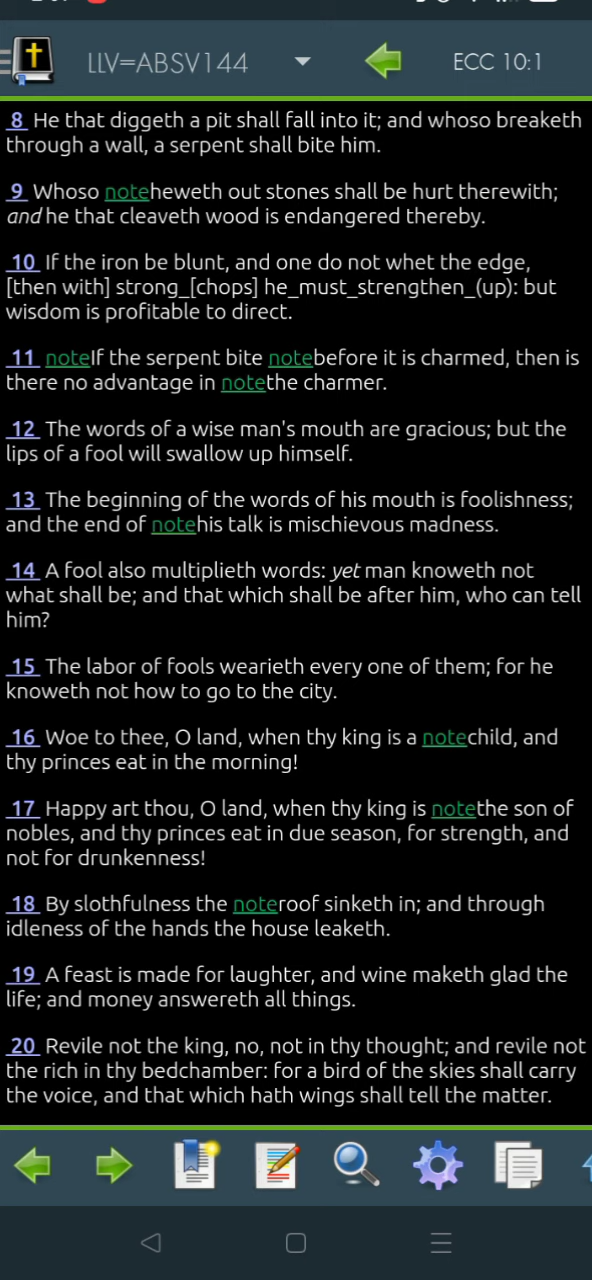 LLV=ABSV144
ECC 10:1
8 He that diggeth a pit shall fall into it; and whoso breaketh
through a wall, a serpent shall bite him.
9 Whoso noteheweth out stones shall be hurt therewith;
and he that cleaveth wood is endangered thereby.
10 If the iron be blunt, and one do not whet the edge,
[then with] strong_[chops] he_must_strengthen_(up): but
wisdom is profitable to direct.
11 noteIf the serpent bite notebefore it is charmed, then is
there no advantage in notethe charmer.
12 The words of a wise man's mouth are gracious; but the
lips of a fool will swallow up himself.
13 The beginning of the words of his mouth is foolishness;
and the end of notehis talk is mischievous madness.
14 A fool also multiplieth words: yet man knoweth not
what shall be; and that which shall be after him, who can tell
him?
15 The labor of fools wearieth every one of them; for he
knoweth not how to go to the city.
16 Woe to thee, O land, when thy king is a notechild, and
thy princes eat in the morning!
17 Happy art thou, O land, when thy king is notethe son of
nobles, and thy princes eat in due season, for strength, and
not for drunkenness!
18 By slothfulness the noteroof sinketh in; and through
idleness of the hands the house leaketh.
19 A feast is made for laughter, and wine maketh glad the
life; and money answereth all things.
20 Revile not the king, no, not in thy thought; and revile not
the rich in thy bedchamber: for a bird of the skies shall carry
the voice, and that which hath wings shall tell the matter.